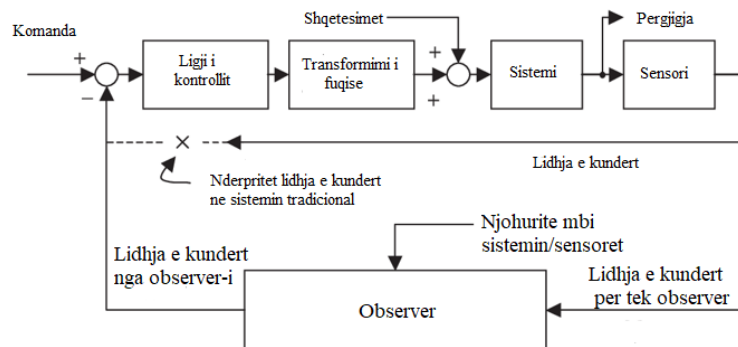 Komanda
Shqetesimet
Pergjigja
+
−
Ligji i
kontrollit
Transformimi i
fuqise
+
+
Sistemi
Sensori
×
Lidhja e kundert
Nderpritet lidhja e kundert
ne sistemin tradicional
Njohurite mbi
sistemin/sensoret
Lidhja e kundert
nga observer-i
Lidhja e kundert
per tek observer
Observer